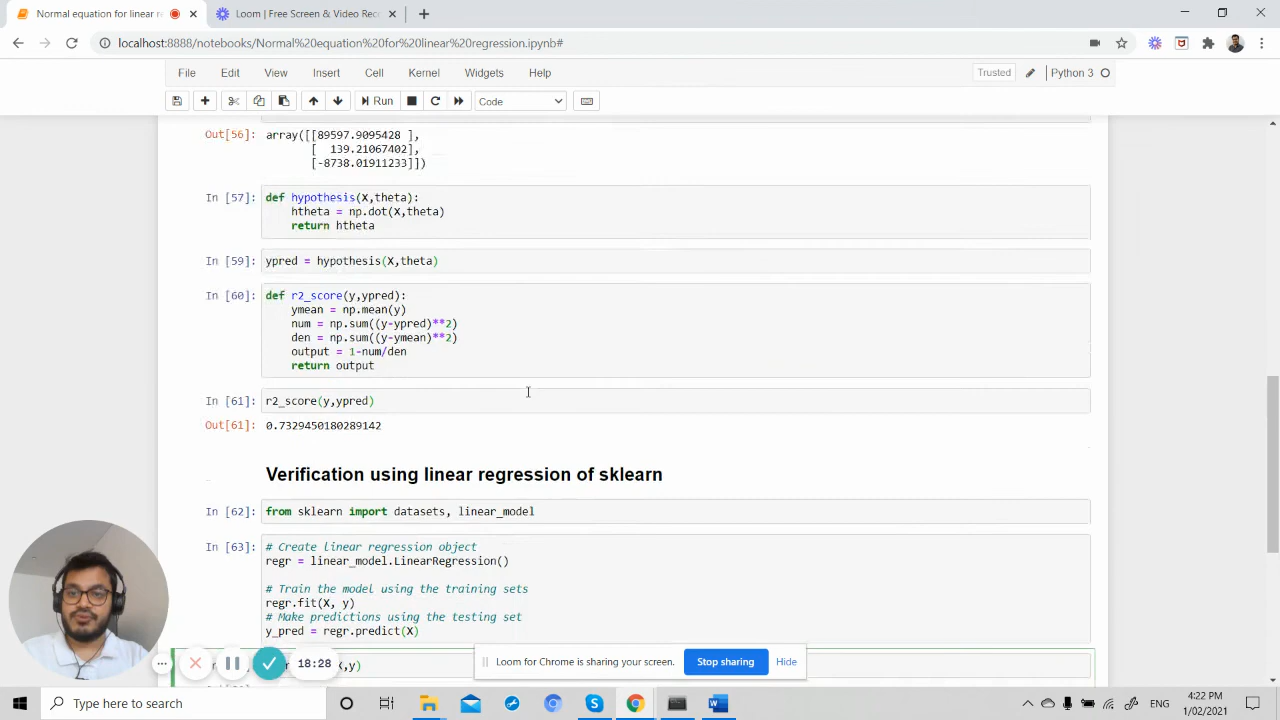 Normal equation for linear re
Loom | Free Screen & Video Rec
localhost:8888/notebooks/Normal%20equation%20for%20linear%20regression.ipynb#
File Edit View Insert Cell Kernel Widgets Help
Trusted
Python 3
Run
Code
Out[56]: array([[89597.9095428 ],
[ 139.21067402],
[-8738.01911233]])
In [57]: def hypothesis(X,theta):
htheta = np.dot(X,theta)
return htheta
In [59]: ypred = hypothesis(X,theta)
In [60]: def r2_score(y,ypred):
ymean = np.mean(y)
num = np.sum((y-ypred)**2)
den = np.sum((y-ymean)**2)
output = 1-num/den
return output
In [61]: r2_score(y,ypred)
Out[61]: 0.7329450180289142
Verification using linear regression of sklearn
In [62]: from sklearn import datasets, linear_model
In [63]: # Create linear regression object
regr = linear_model.LinearRegression()
# Train the model using the training sets
regr.fit(X, y)
# Make predictions using the testing set
y_pred = regr.predict(X)
,y)
18:28
Loom for Chrome is sharing your screen.
Stop sharing
Hide
Type here to search
ENG
4:22 PM
1/02/2021